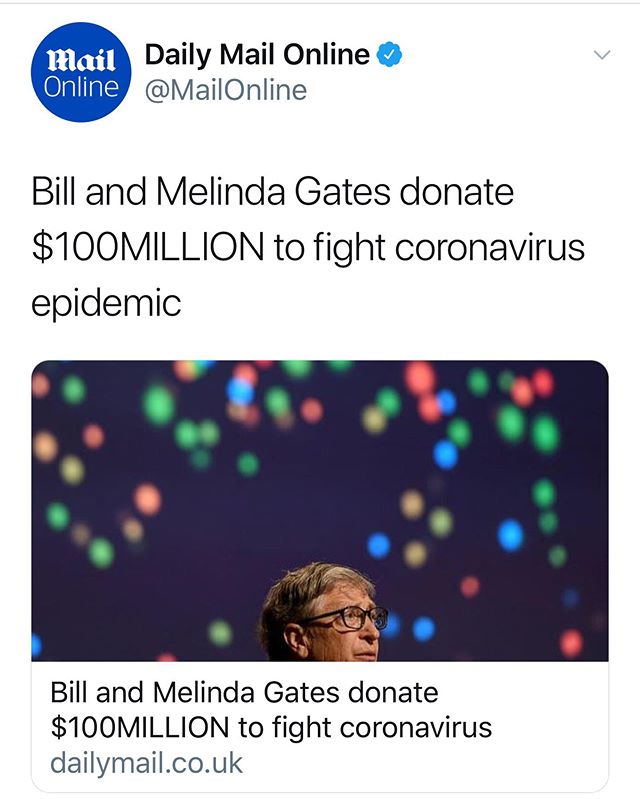 Mail
Online
Daily Mail Online
@MailOnline
Bill and Melinda Gates donate
$100MILLION to fight coronavirus
epidemic
Bill and Melinda Gates donate
$100MILLION to fight coronavirus
dailymail.co.uk